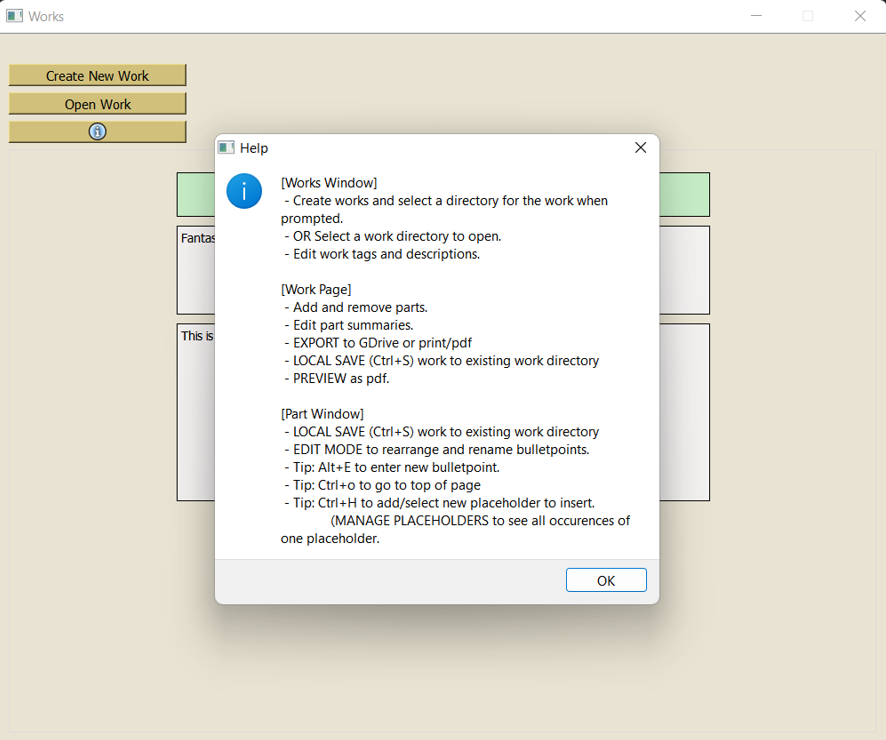 Works
Create New Work
Open Work
Help
[Works Window]
- Create works and select a directory for the work when
prompted.
- OR Select a work directory to open.
- Edit work tags and descriptions.
[Work Page]
- Add and remove parts.
- Edit part summaries.
- EXPORT to GDrive or print/pdf
- LOCAL SAVE (Ctrl+S) work to existing work directory
- PREVIEW as pdf.
[Part Window]
- LOCAL SAVE (Ctrl+S) work to existing work directory
- EDIT MODE to rearrange and rename bulletpoints.
- Tip: Alt+E to enter new bulletpoint.
- Tip: Ctrl+o to go to top of page
- Tip: Ctrl+H to add/select new placeholder to insert.
(MANAGE PLACEHOLDERS to see all occurences of
one placeholder.
OK
Fantas
This is